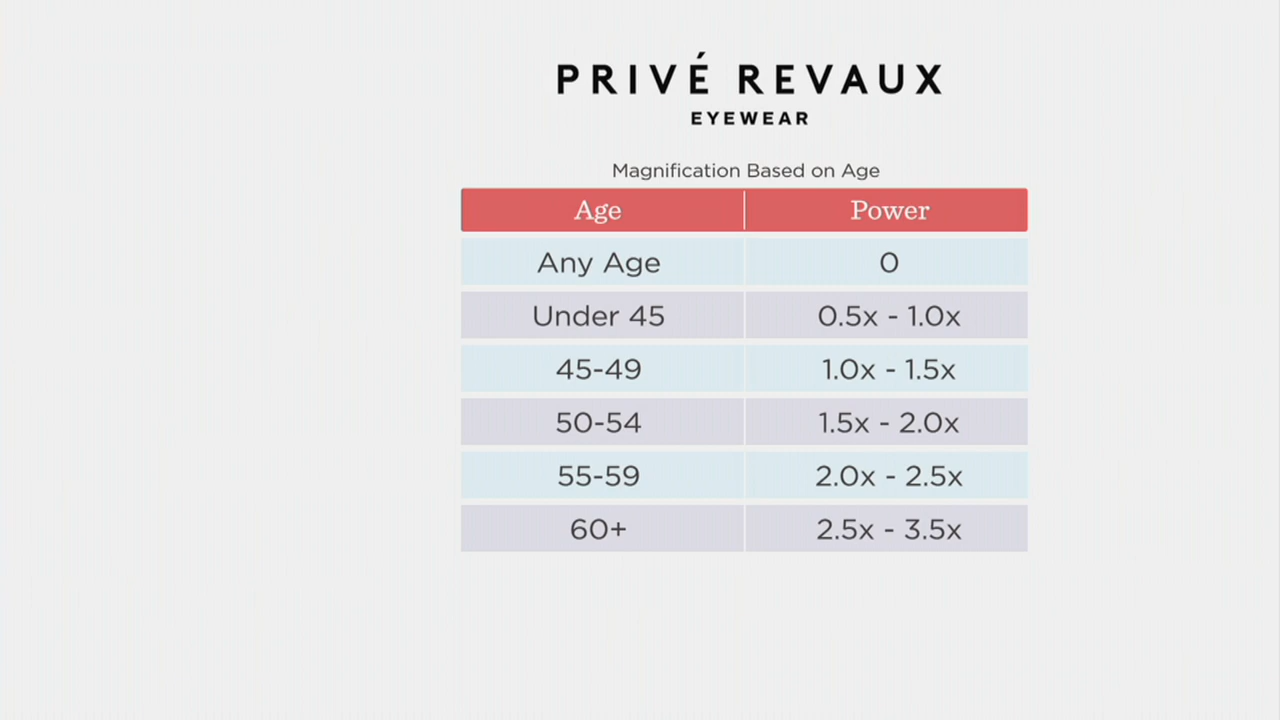 PRIVÉ REVAUX
EYEWEAR
Magnification Based on Age
Age Power
Any Age 0
Under 45 0.5x - 1.0x
45-49 1.0x - 1.5x
50-54 1.5x - 2.0x
55-59 2.0x - 2.5x
60+ 2.5x - 3.5x